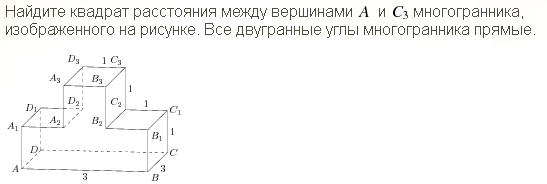 Найдите квадрат расстояния между вершинами A и C₃ многогранника,
изображенного на рисунке. Все двугранные углы многогранника прямые.
D₃ 1 C₃
A₃ B₃
1
D₁ D₂ C₂ 1 C₁
A₁ A₂ B₂ B₁ 1
D C
A 3 B 3